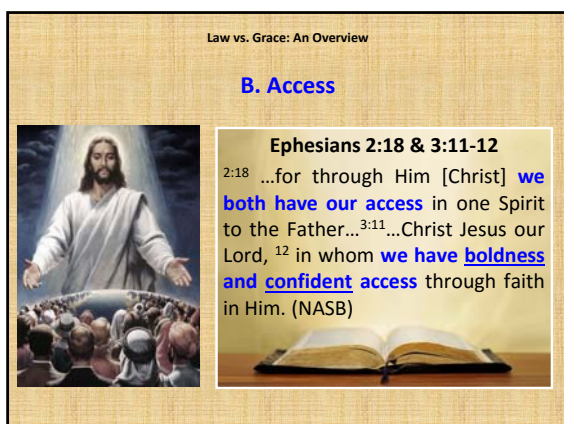 Law vs. Grace: An Overview
B. Access
Ephesians 2:18 & 3:11-12
2:18 …for through Him [Christ] we
both have our access in one Spirit
to the Father…3:11…Christ Jesus our
Lord, 12 in whom we have boldness
and confident access through faith
in Him. (NASB)